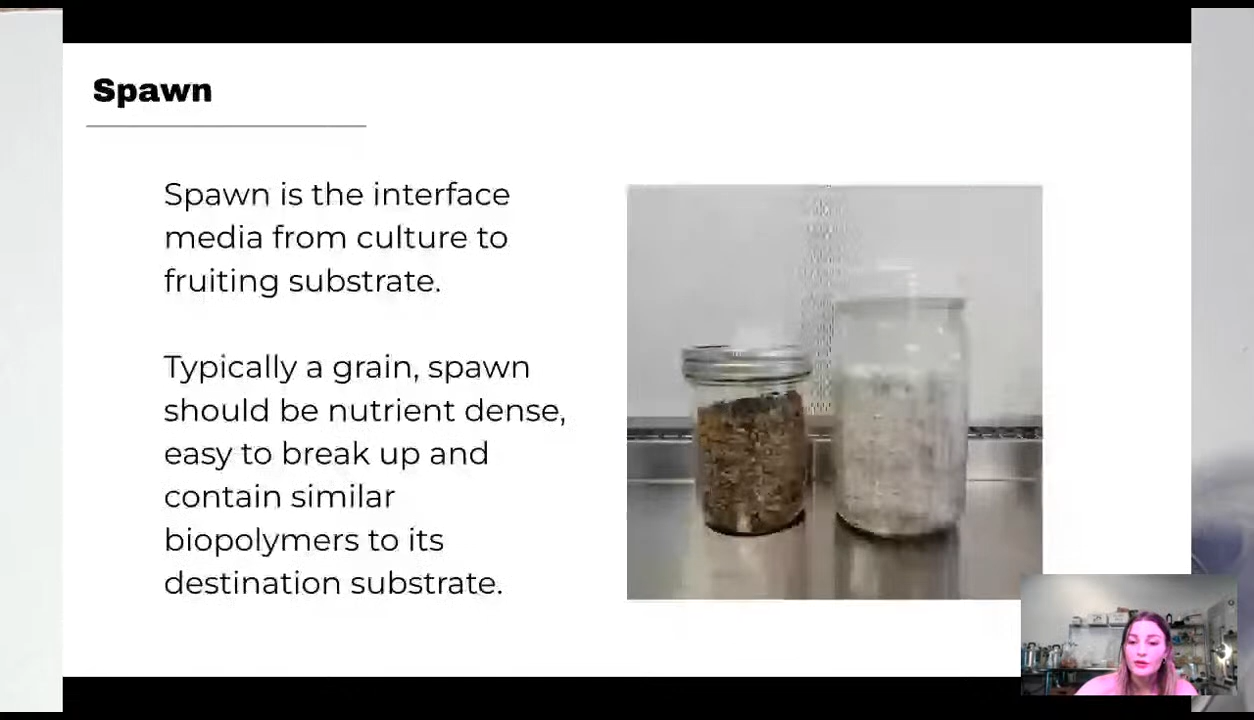 Spawn
Spawn is the interface
media from culture to
fruiting substrate.
Typically a grain, spawn
should be nutrient dense,
easy to break up and
contain similar
biopolymers to its
destination substrate.